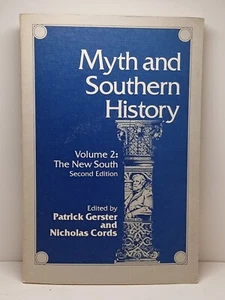 Myth and
Southern
History
Volume 2:
The New South
Second Edition
Edited by
Patrick Gerster
and
Nicholas Cords